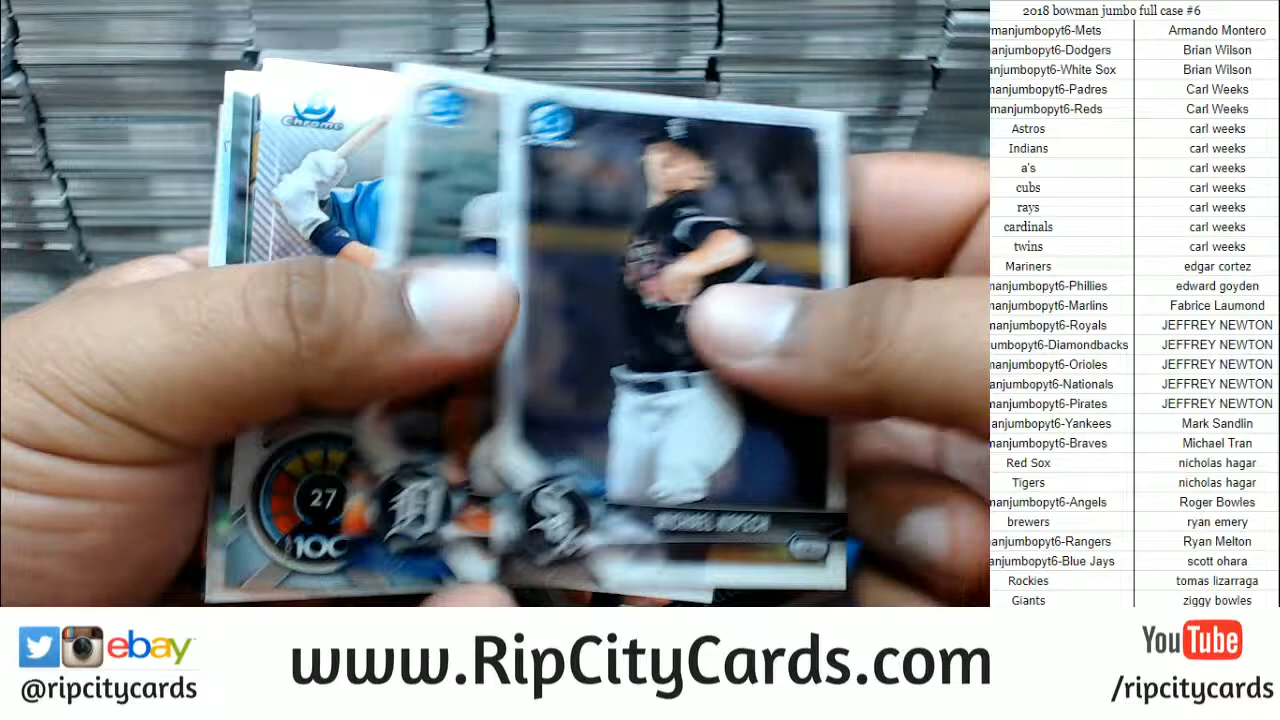 2018 bowman jumbo full case #6
manjumbopyt6-Mets Armando Montero
anjumbopyt6-Dodgers Brian Wilson
anjumbopyt6-White Sox Brian Wilson
manjumbopyt6-Padres Carl Weeks
manjumbopyt6-Reds Carl Weeks
Astros carl weeks
Indians carl weeks
a's carl weeks
cubs carl weeks
rays carl weeks
cardinals carl weeks
twins carl weeks
Mariners edgar cortez
manjumbopyt6-Phillies edward goyden
manjumbopyt6-Marlins Fabrice Laumond
manjumbopyt6-Royals JEFFREY NEWTON
umbopyt6-Diamondbacks JEFFREY NEWTON
manjumbopyt6-Orioles JEFFREY NEWTON
anjumbopyt6-Nationals JEFFREY NEWTON
manjumbopyt6-Pirates JEFFREY NEWTON
anjumbopyt6-Yankees Mark Sandlin
manjumbopyt6-Braves Michael Tran
Red Sox nicholas hagar
Tigers nicholas hagar
manjumbopyt6-Angels Roger Bowles
brewers ryan emery
manjumbopyt6-Rangers Ryan Melton
anjumbopyt6-Blue Jays scott ohara
Rockies tomas lizarraga
Giants ziggy bowles
Chrome
27
100
D
Sox
MICHAEL KOPECH
ebay
@ripcitycards
www.RipCityCards.com
YouTube
/ripcitycards